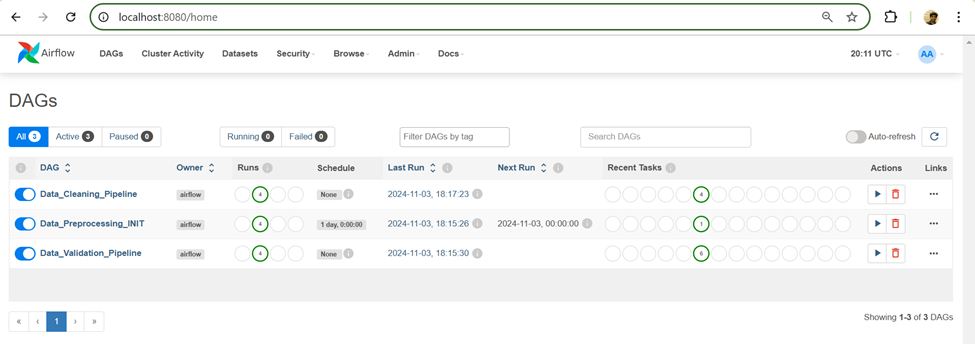 localhost:8080/home
Airflow DAGs Cluster Activity Datasets Security Browse Admin Docs 20:11 UTC AA
DAGs
All 3 Active 3 Paused 0 Running 0 Failed 0 Filter DAGs by tag Search DAGs Auto-refresh
DAG Owner Runs Schedule Last Run Next Run Recent Tasks Actions Links
Data_Cleaning_Pipeline airflow 4 None 2024-11-03, 18:17:23 4
Data_Preprocessing_INIT airflow 4 1 day, 0:00:00 2024-11-03, 18:15:26 2024-11-03, 00:00:00 1
Data_Validation_Pipeline airflow 4 None 2024-11-03, 18:15:30 6
« ‹ 1 › » Showing 1-3 of 3 DAGs